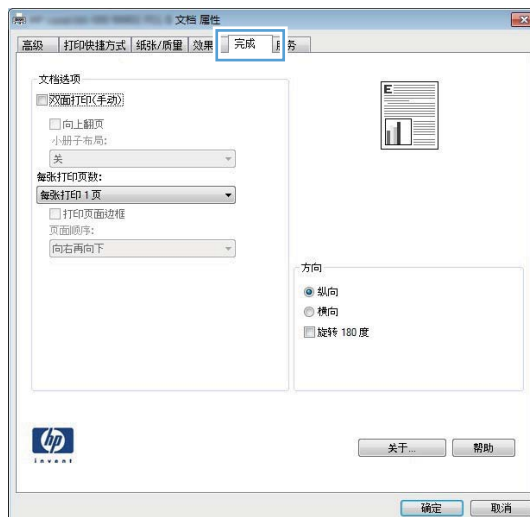 文档 属性
高级 打印快捷方式 纸张/质量 效果 完成 服务
文档选项
双面打印(手动)
向上翻页
小册子布局:
关
每张打印页数:
每张打印 1 页
打印页面边框
页面顺序:
向右再向下
E
方向
纵向
横向
旋转 180 度
hp
invent
关于... 帮助
确定 取消